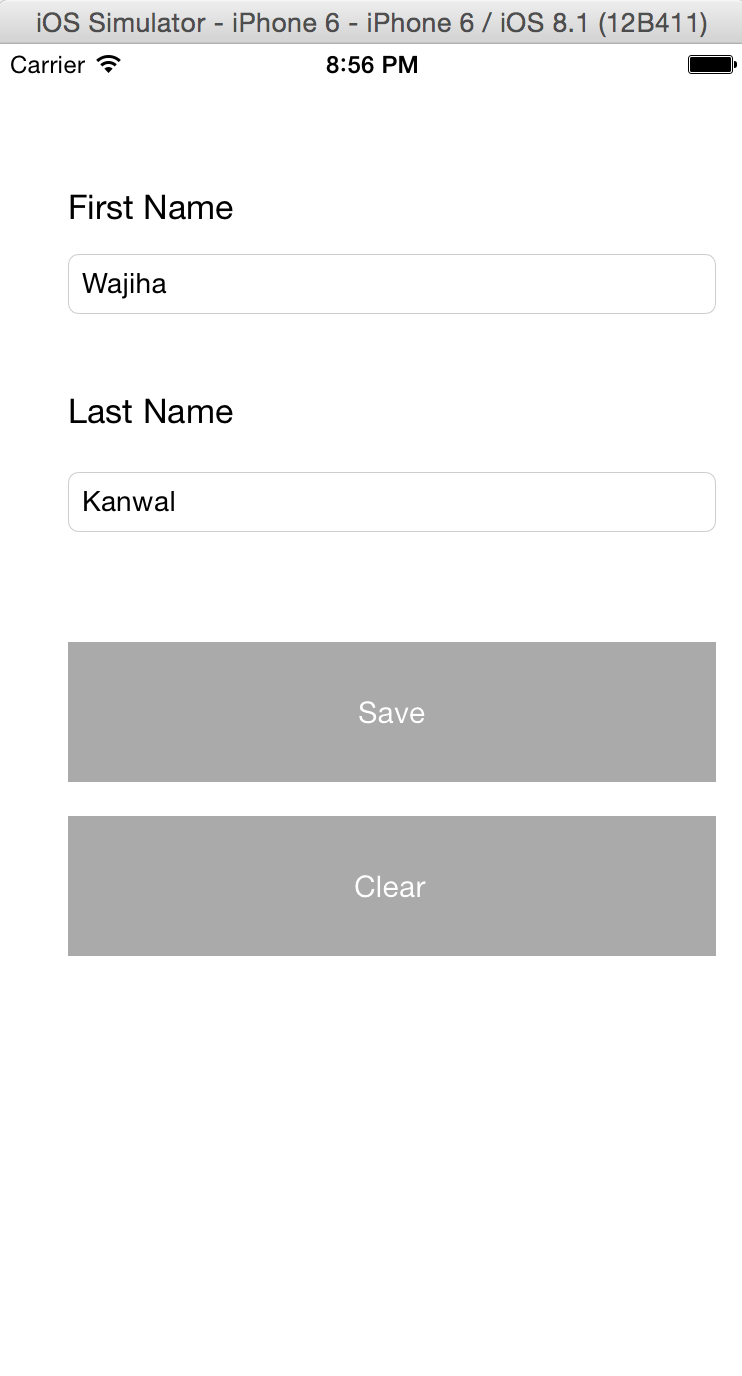 iOS Simulator - iPhone 6 - iPhone 6 / iOS 8.1 (12B411)
Carrier 8:56 PM
First Name
Wajiha
Last Name
Kanwal
Save
Clear